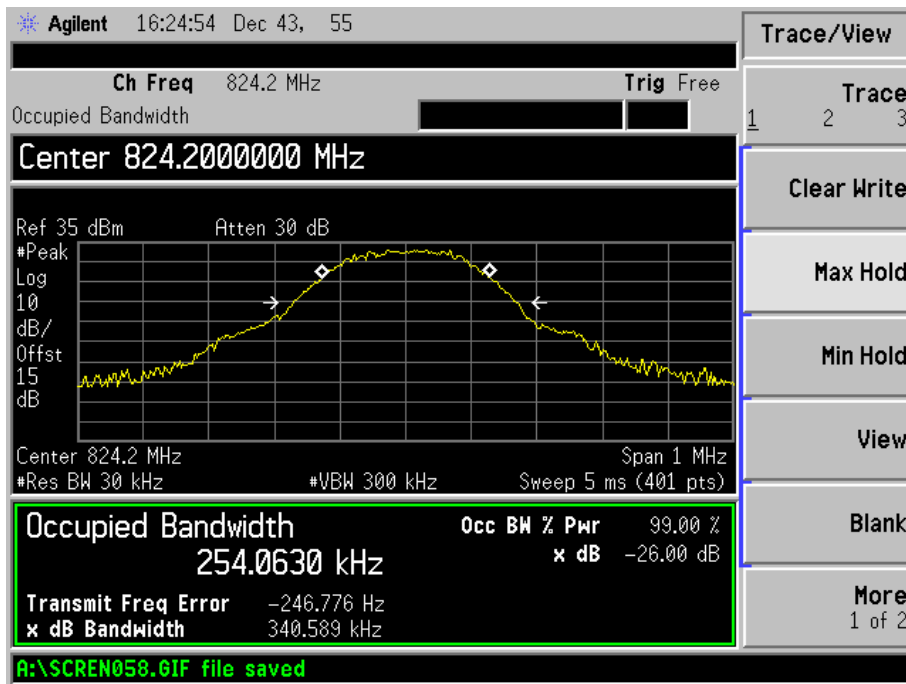 Agilent 16:24:54 Dec 43, 55
Trace/View
Ch Freq 824.2 MHz Trig Free
Occupied Bandwidth
Trace
1 2 3
Center 824.2000000 MHz
Clear Write
Ref 35 dBm Atten 30 dB
#Peak
Log
10
dB/
Offst
15
dB
Max Hold
Min Hold
View
Center 824.2 MHz Span 1 MHz
#Res BW 30 kHz #VBW 300 kHz Sweep 5 ms (401 pts)
Occupied Bandwidth Occ BW % Pwr 99.00 %
254.0630 kHz x dB -26.00 dB
Blank
Transmit Freq Error -246.776 Hz
x dB Bandwidth 340.589 kHz
More
1 of 2
A:\SCREN058.GIF file saved